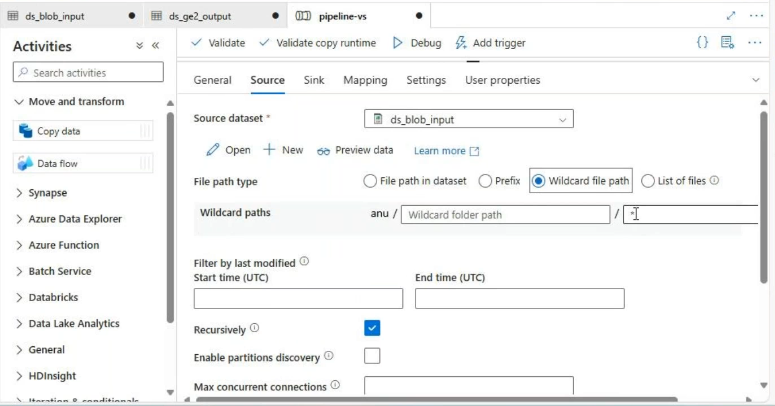 ds_blob_input
ds_ge2_output
pipeline-vs
Activities
Validate
Validate copy runtime
Debug
Add trigger
Search activities
General
Source
Sink
Mapping
Settings
User properties
Move and transform
Copy data
Data flow
Synapse
Azure Data Explorer
Azure Function
Batch Service
Databricks
Data Lake Analytics
General
HDInsight
Iteration & conditionals
Source dataset *
ds_blob_input
Open
New
Preview data
Learn more
File path type
File path in dataset
Prefix
Wildcard file path
List of files
Wildcard paths
anu /
Wildcard folder path
/
*
Filter by last modified
Start time (UTC)
End time (UTC)
Recursively
Enable partitions discovery
Max concurrent connections